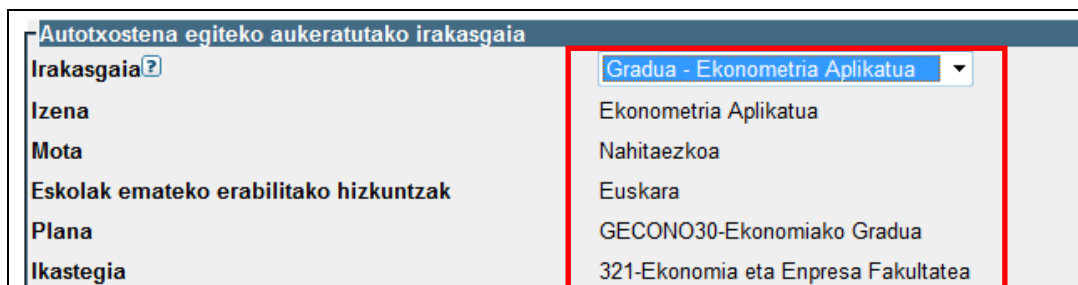 Autotxostena egiteko aukeratutako irakasgaia
Irakasgaia? Gradua - Ekonometria Aplikatua
Izena Ekonometria Aplikatua
Mota Nahitaezkoa
Eskolak emateko erabilitako hizkuntzak Euskara
Plana GECONO30-Ekonomiako Gradua
Ikastegia 321-Ekonomia eta Enpresa Fakultatea